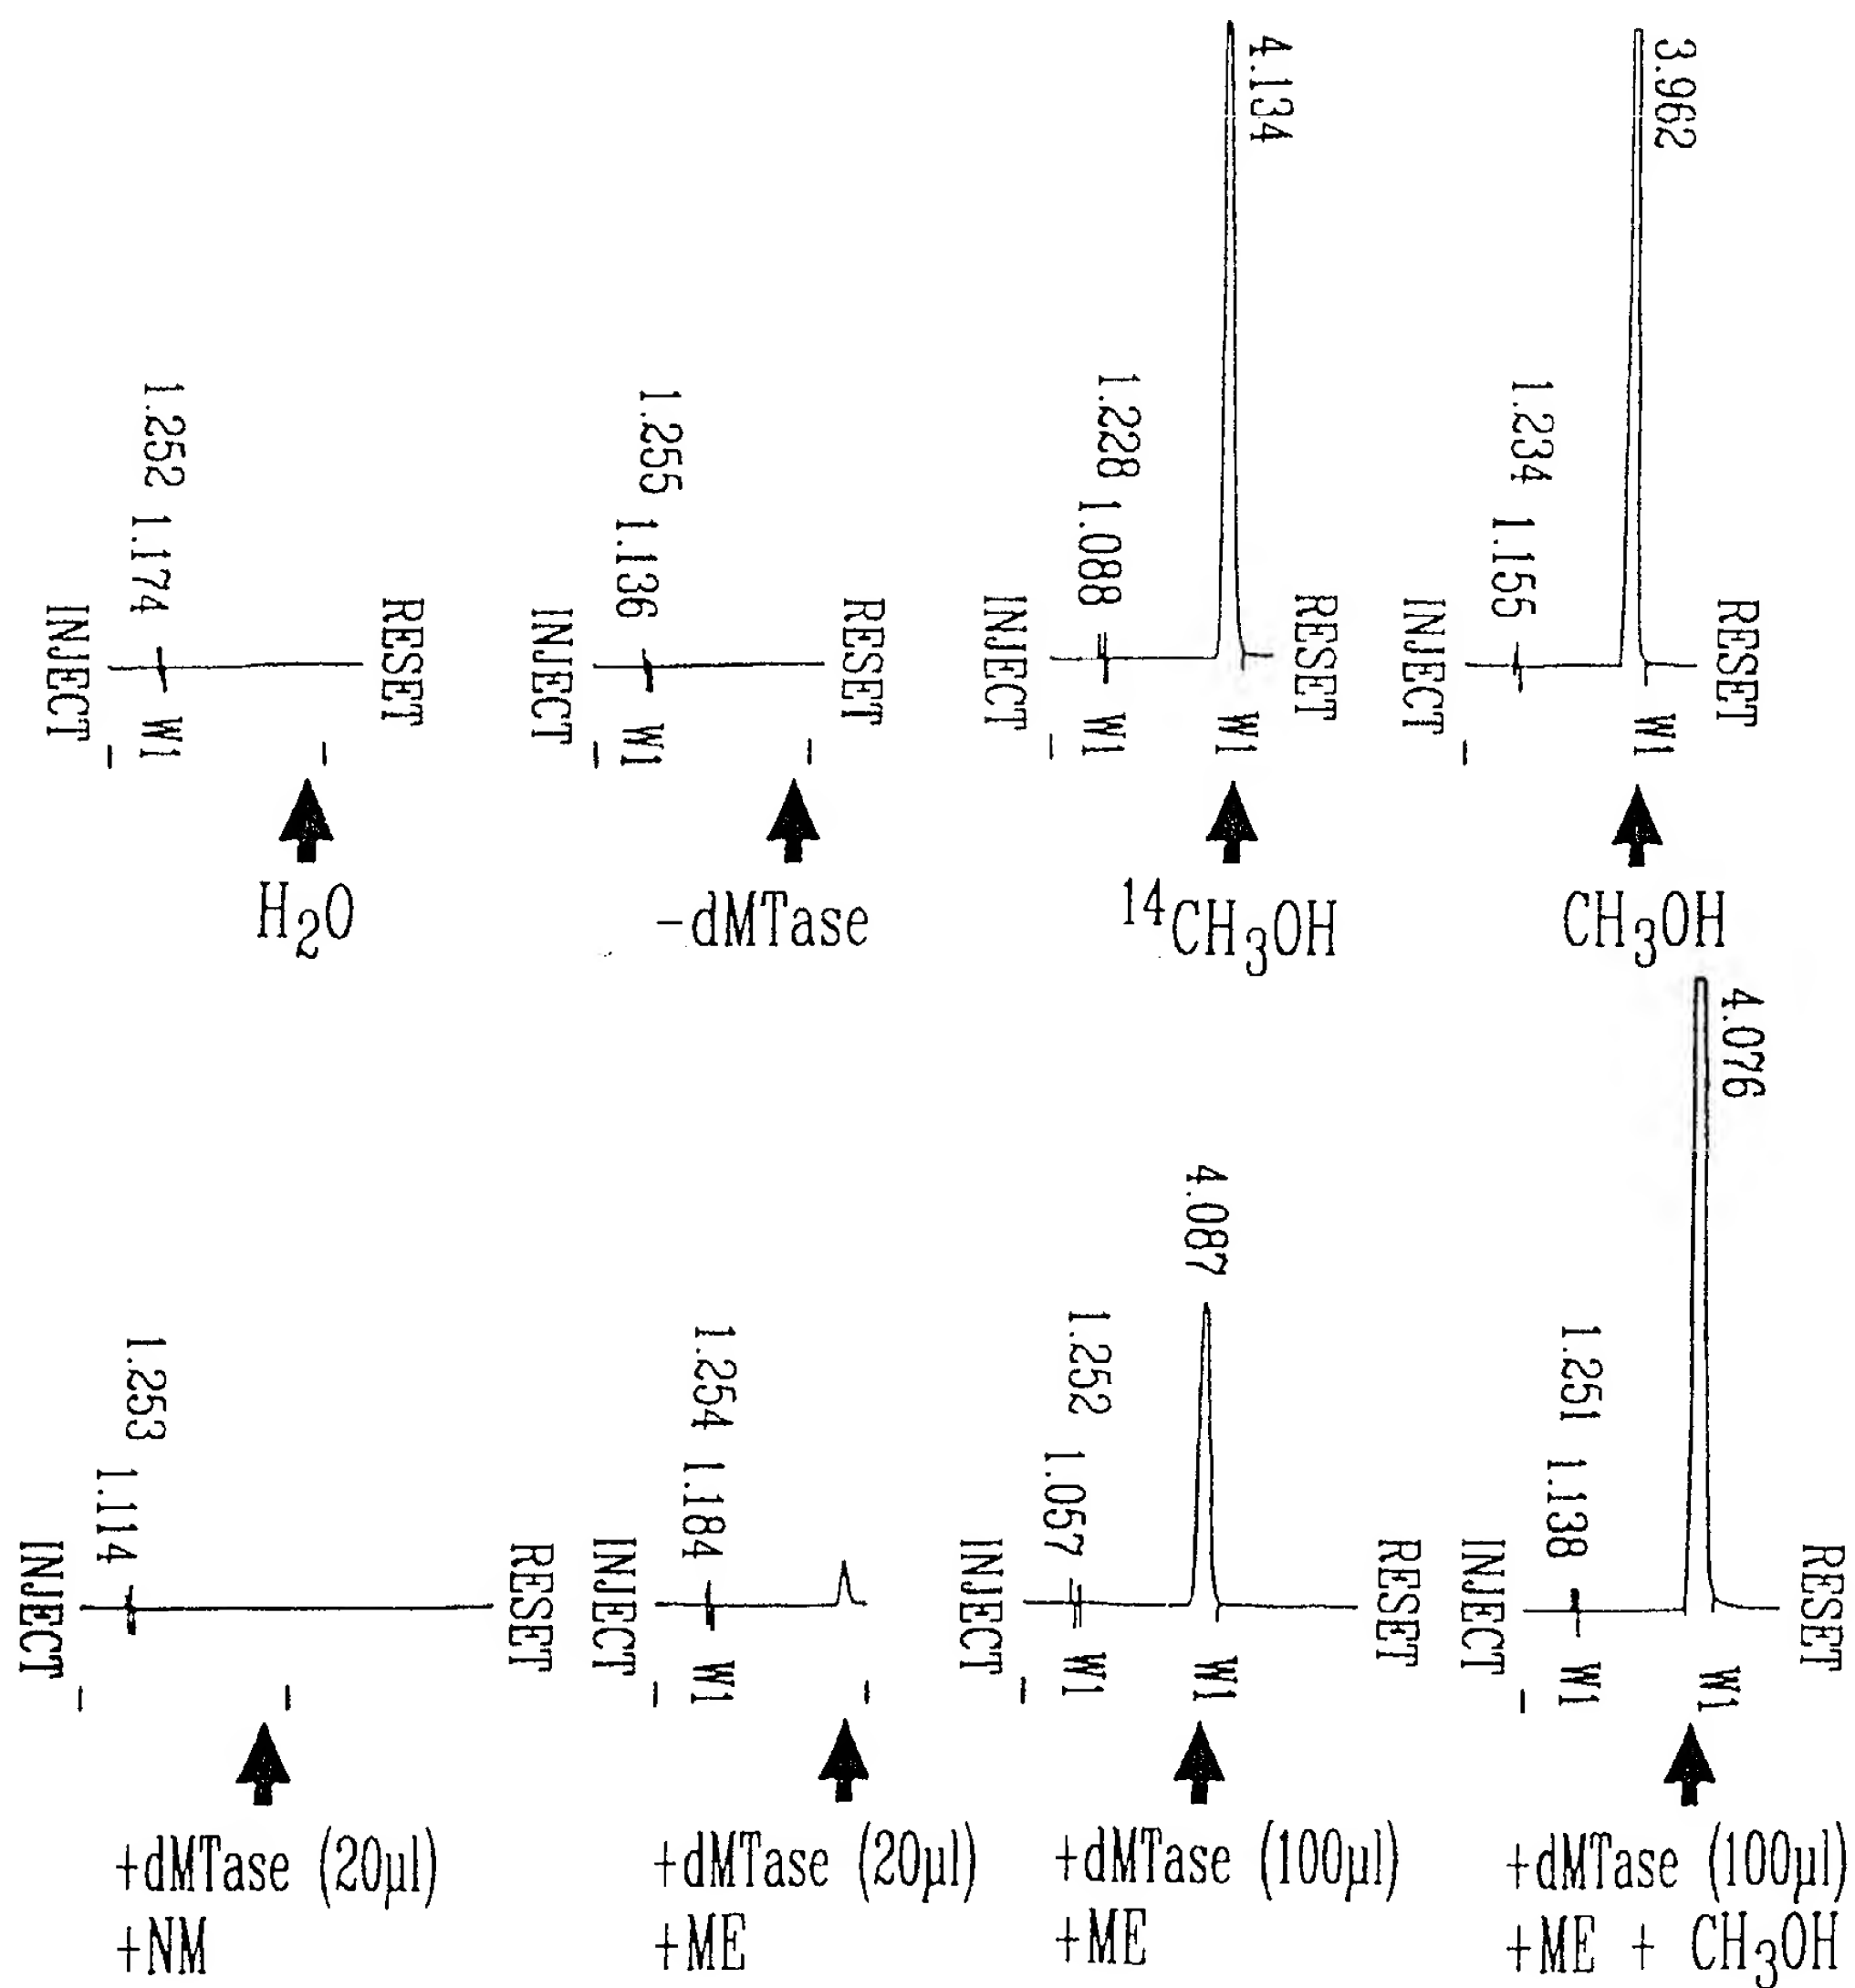 4.134
3.962
1.252
1.174
1.255
1.136
1.228
1.088
1.234
1.155
INJECT
W1
RESET
INJECT
W1
RESET
INJECT
W1
W1
RESET
INJECT
W1
RESET
H₂O
-dMTase
¹⁴CH₃OH
CH₃OH
4.087
4.076
1.253
1.114
1.254
1.184
1.252
1.057
1.251
1.138
INJECT
RESET
INJECT
W1
INJECT
W1
W1
RESET
INJECT
W1
W1
RESET
+dMTase (20µl)
+NM
+dMTase (20µl)
+ME
+dMTase (100µl)
+ME
+dMTase (100µl)
+ME + CH₃OH